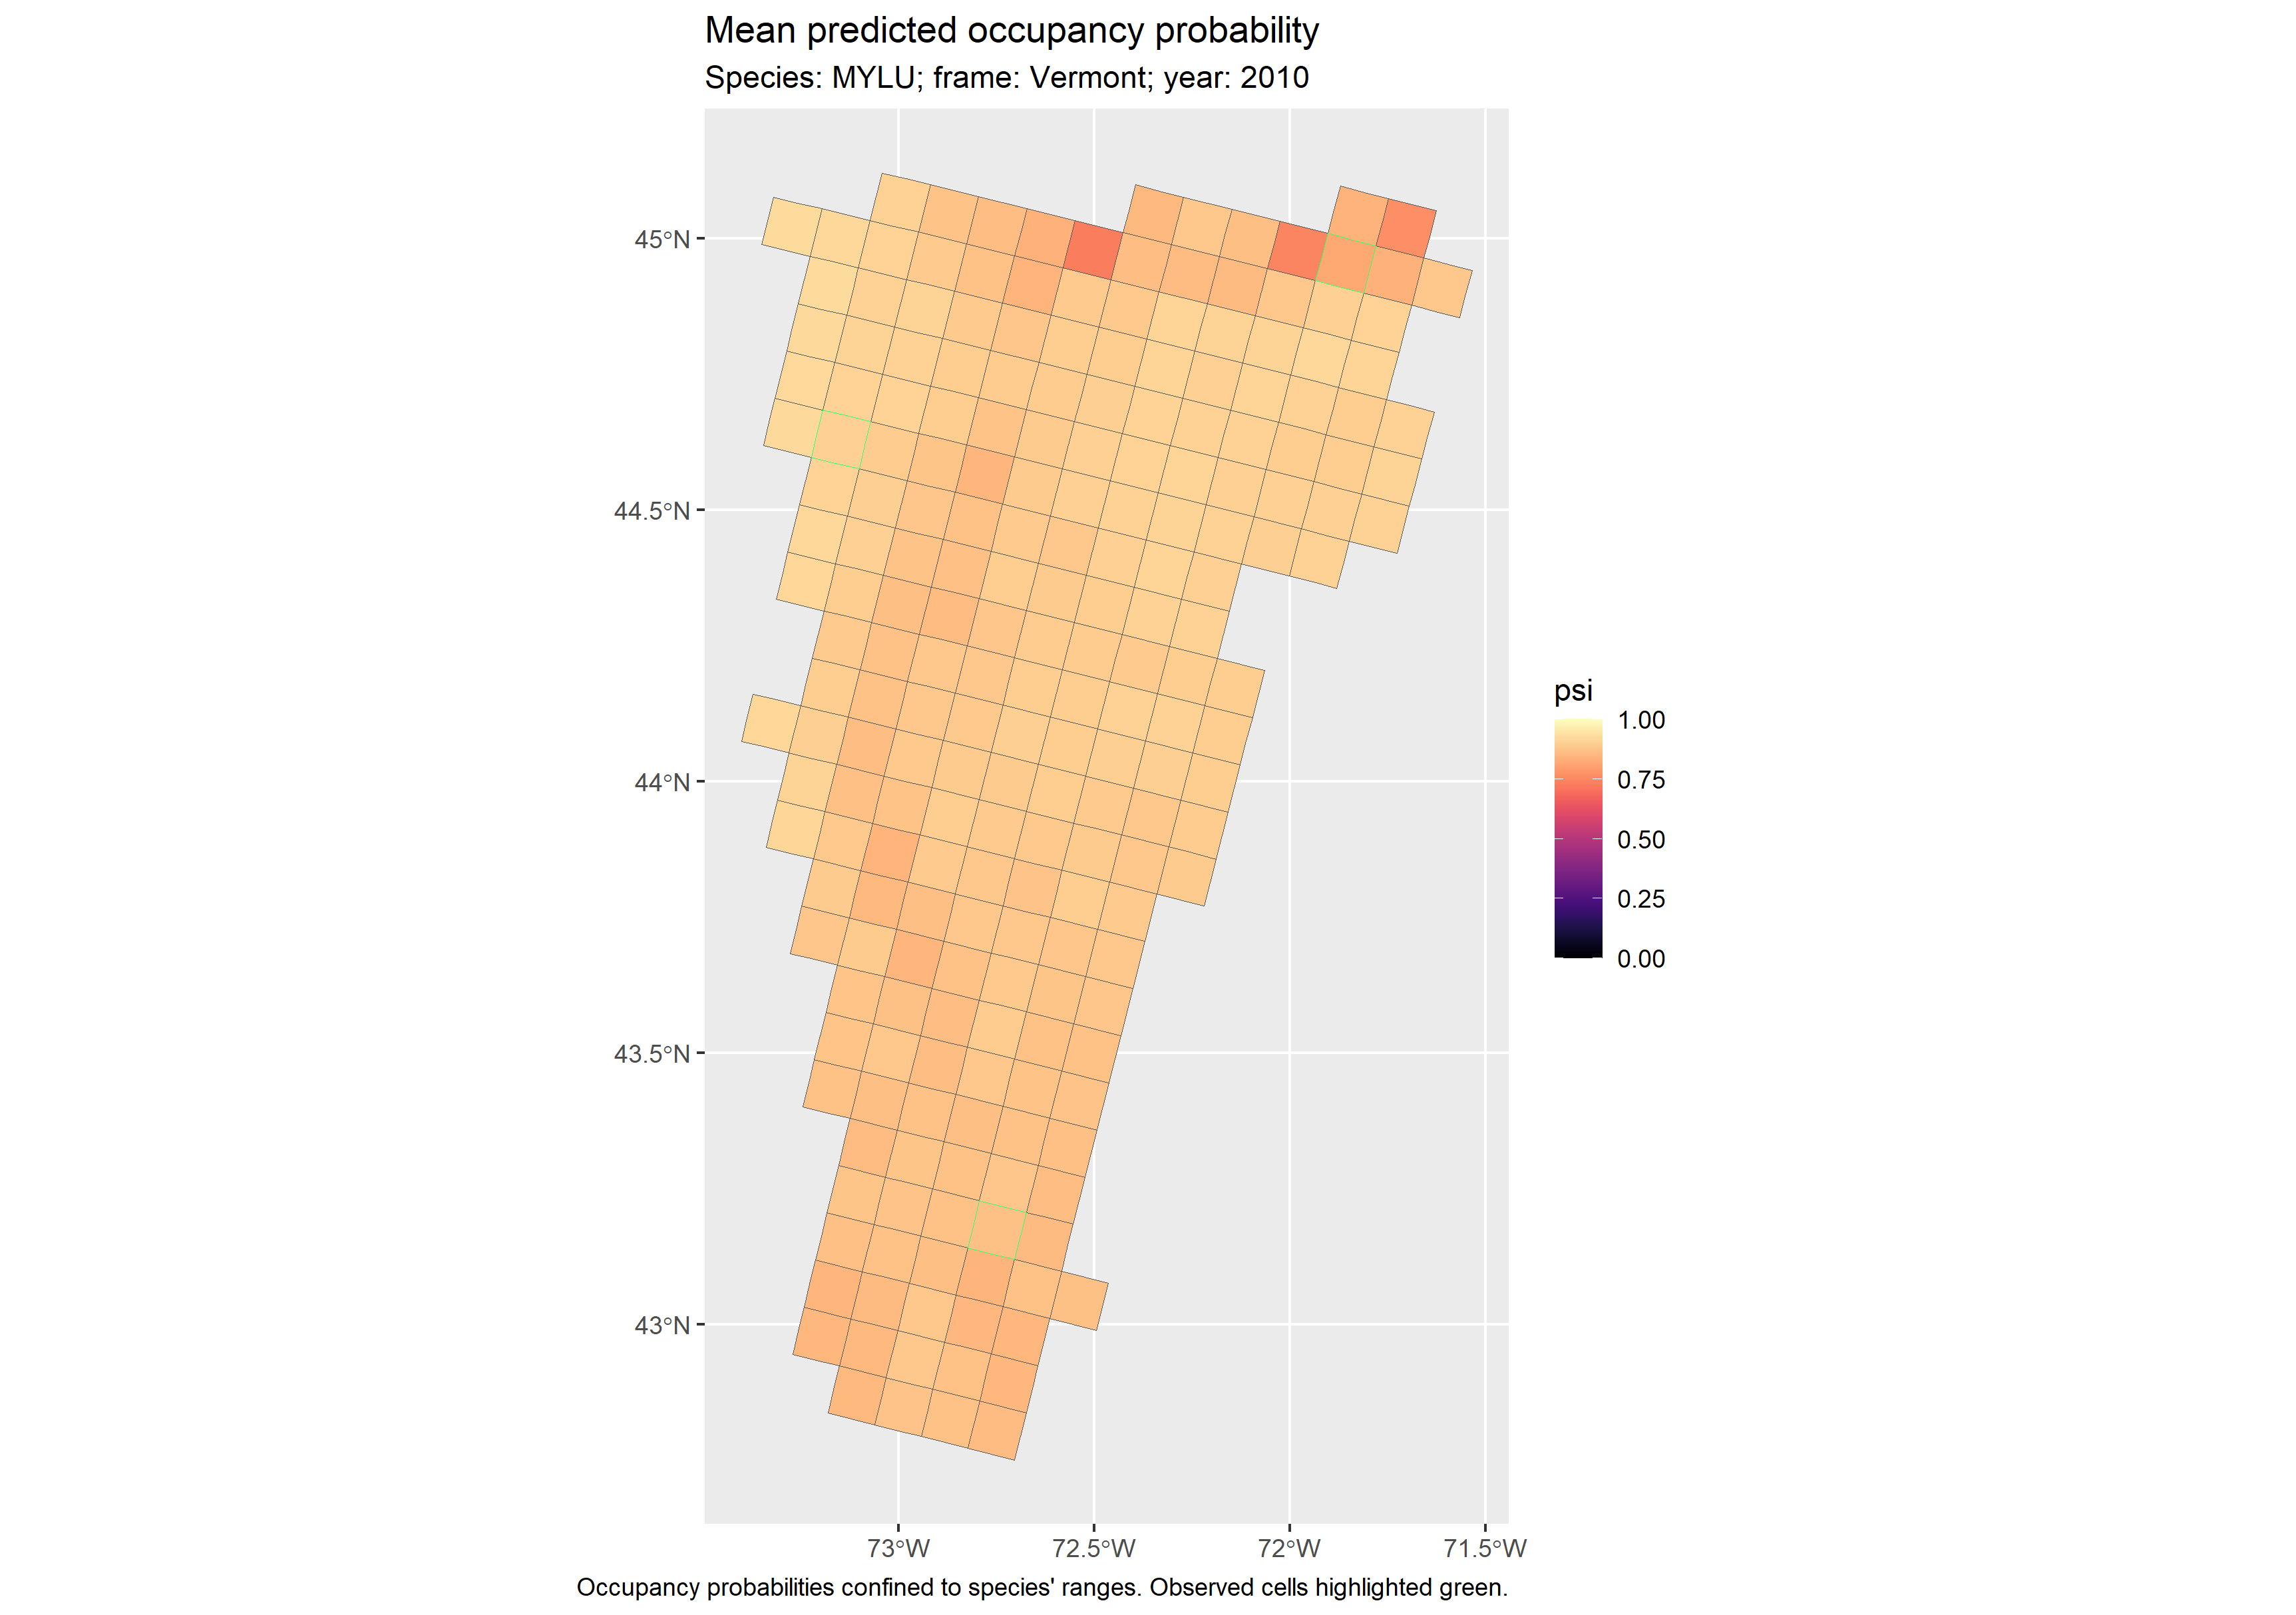 Mean predicted occupancy probability
Species: MYLU; frame: Vermont; year: 2010
45°N
44.5°N
44°N
43.5°N
43°N
73°W
72.5°W
72°W
71.5°W
psi
1.00
0.75
0.50
0.25
0.00
Occupancy probabilities confined to species' ranges. Observed cells highlighted green.